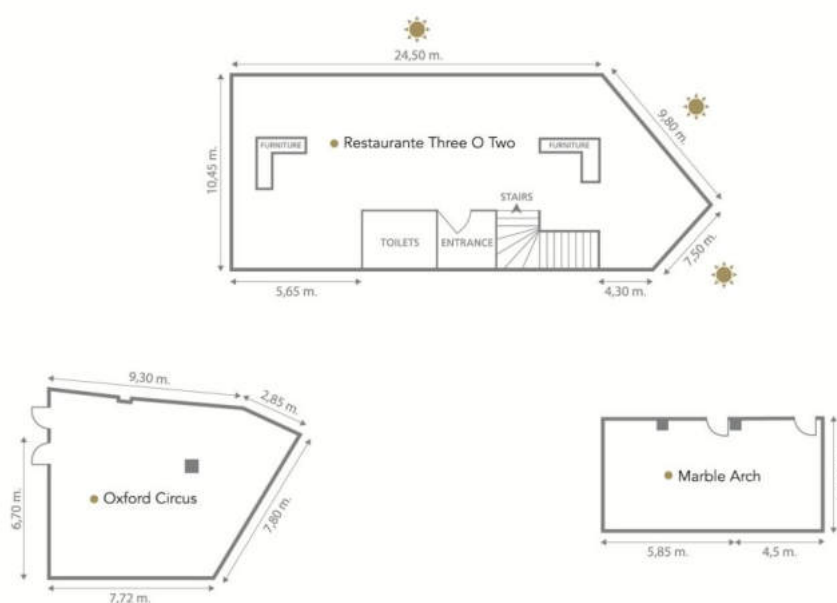 24,50 m.
9,80 m.
10,45 m.
FURNITURE
Restaurante Three O Two
FURNITURE
STAIRS
TOILETS
ENTRANCE
7,50 m.
5,65 m.
4,30 m.
9,30 m.
2,85 m.
6,70 m.
Oxford Circus
7,80 m.
7,72 m.
Marble Arch
5,85 m.
4,5 m.